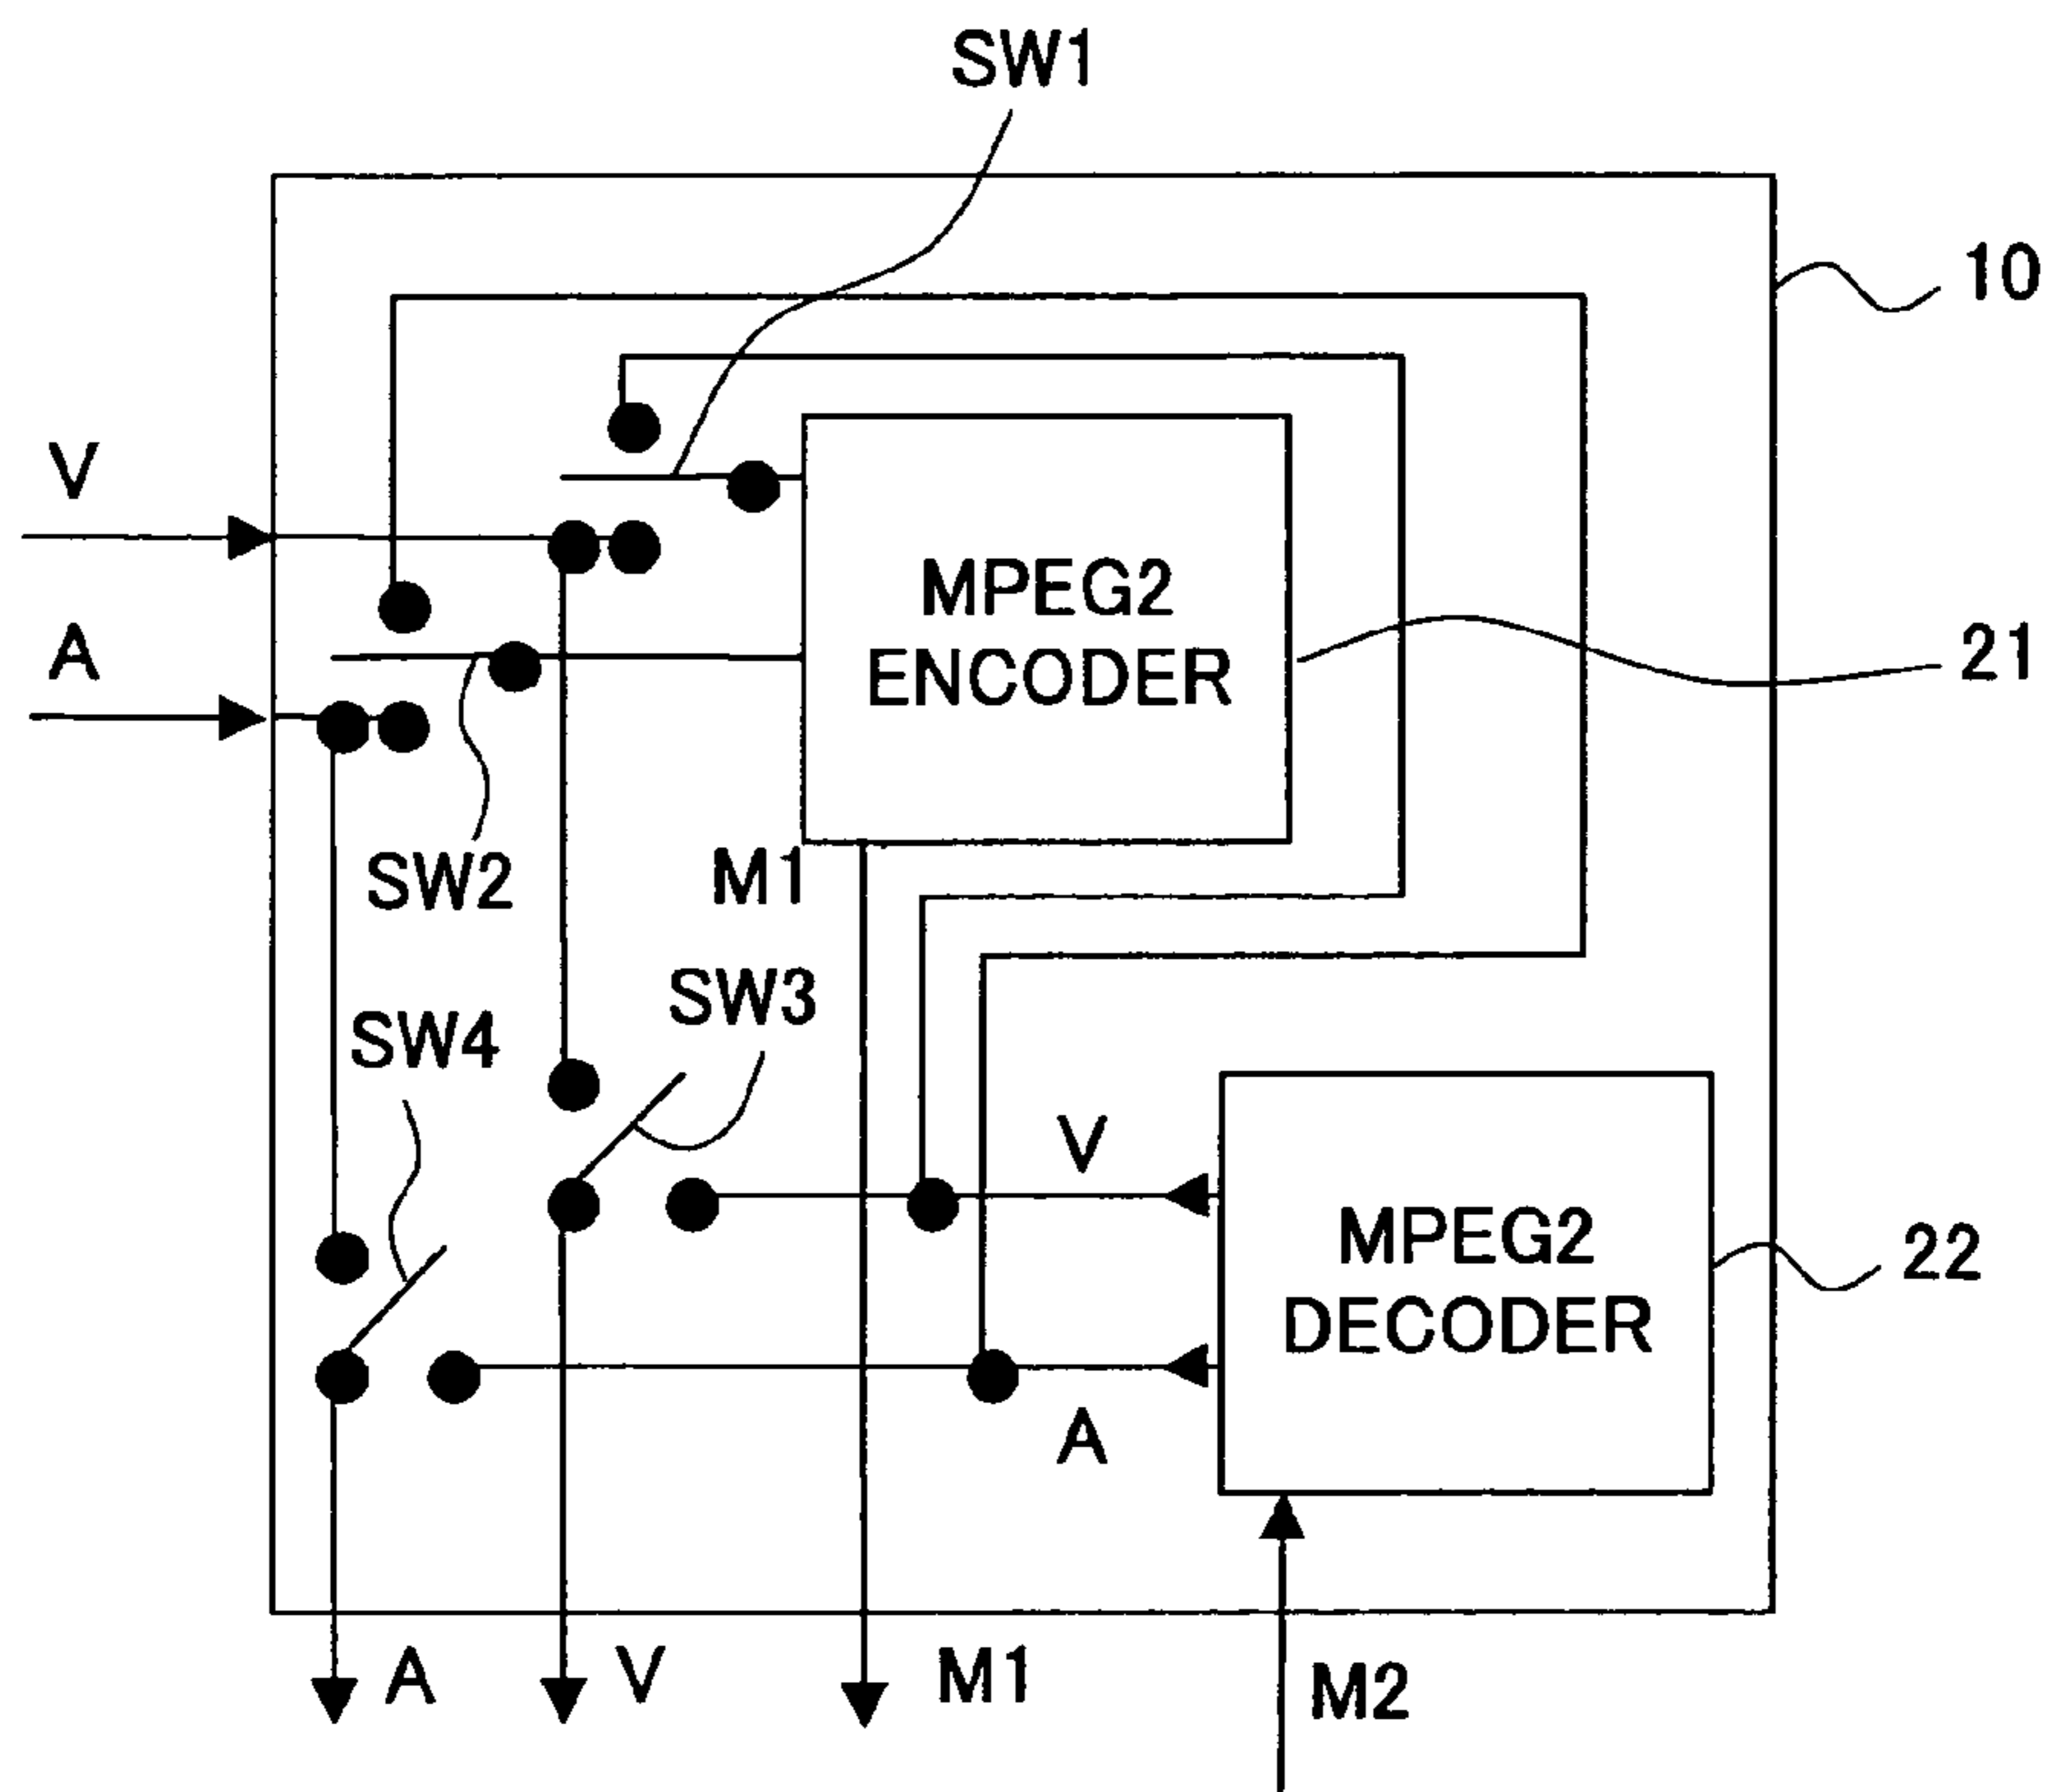 SW1
10
V
MPEG2
ENCODER
21
A
SW2
M1
SW3
SW4
V
MPEG2
DECODER
22
A
A
V
M1
M2